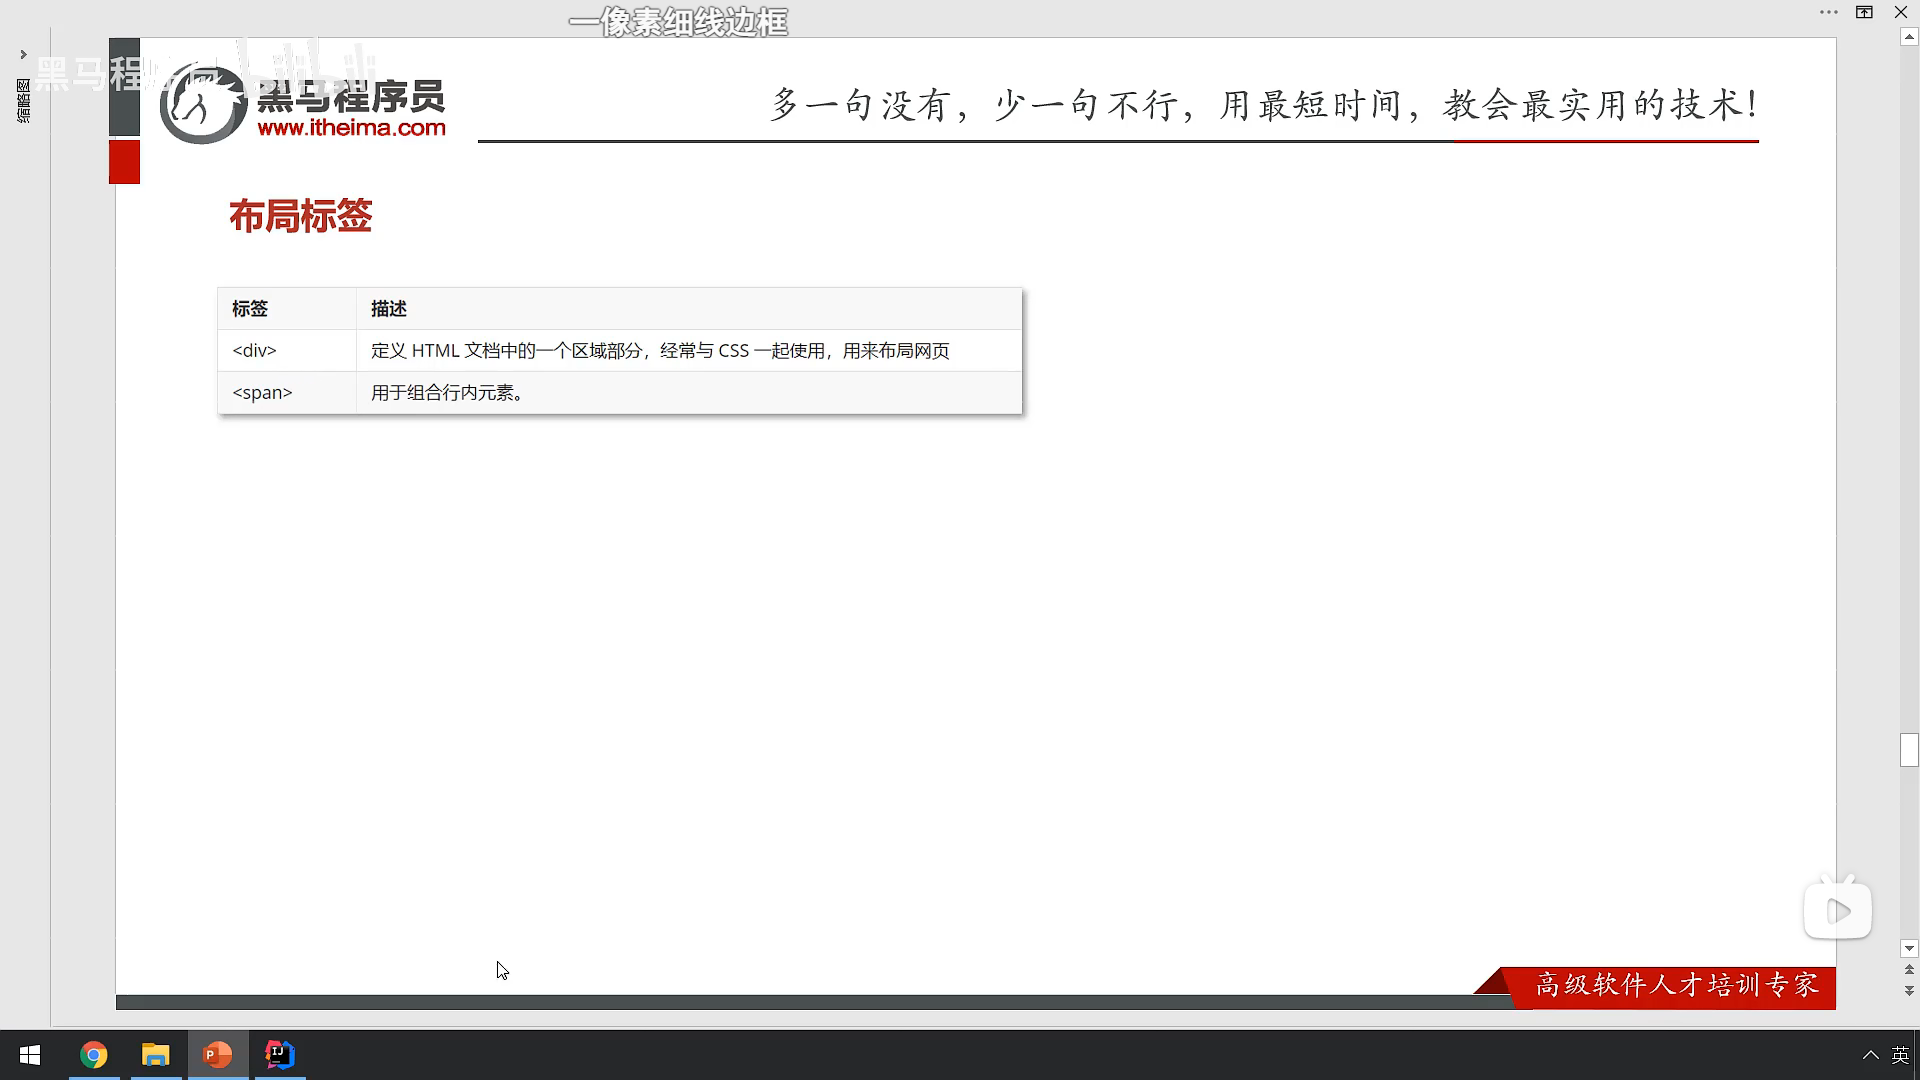 一像素细线边框
缩略图
黑马程序员 bilibili
黑马程序员
www.itheima.com
多一句没有，少一句不行，用最短时间，教会最实用的技术！
布局标签
标签 描述
<div> 定义 HTML 文档中的一个区域部分，经常与 CSS 一起使用，用来布局网页
<span> 用于组合行内元素。
高级软件人才培训专家
英